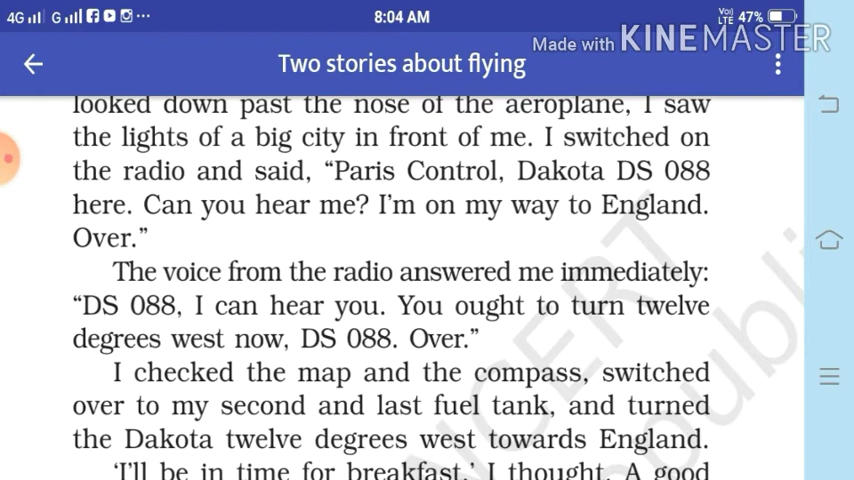 4G G 8:04 AM Vo) LTE 47%
Made with KINEMASTER
Two stories about flying
looked down past the nose of the aeroplane, I saw
the lights of a big city in front of me. I switched on
the radio and said, “Paris Control, Dakota DS 088
here. Can you hear me? I’m on my way to England.
Over.”
The voice from the radio answered me immediately:
“DS 088, I can hear you. You ought to turn twelve
degrees west now, DS 088. Over.”
I checked the map and the compass, switched
over to my second and last fuel tank, and turned
the Dakota twelve degrees west towards England.
‘I’ll be in time for breakfast,’ I thought. A good
NCERT
republi